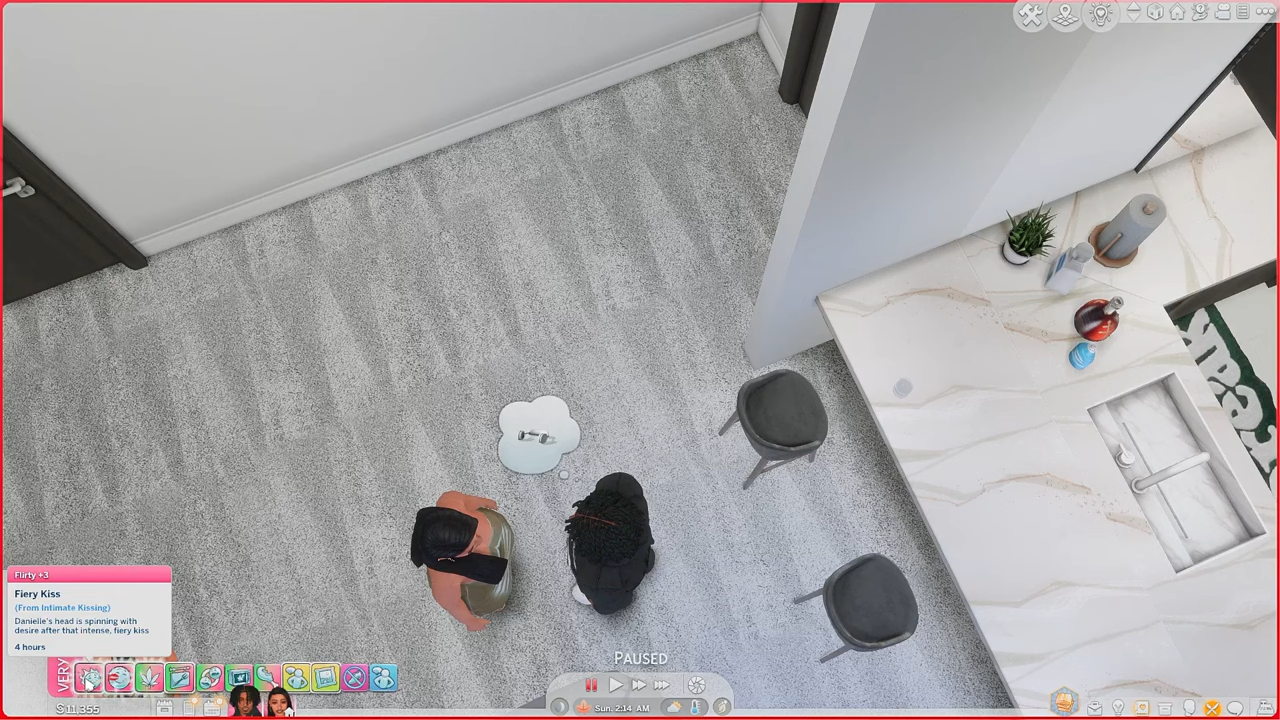 Flirty +3
Fiery Kiss
(From Intimate Kissing)
Danielle's head is spinning with
desire after that intense, fiery kiss
4 hours
VERY
PAUSED
$11,355
Sun. 2:14 AM